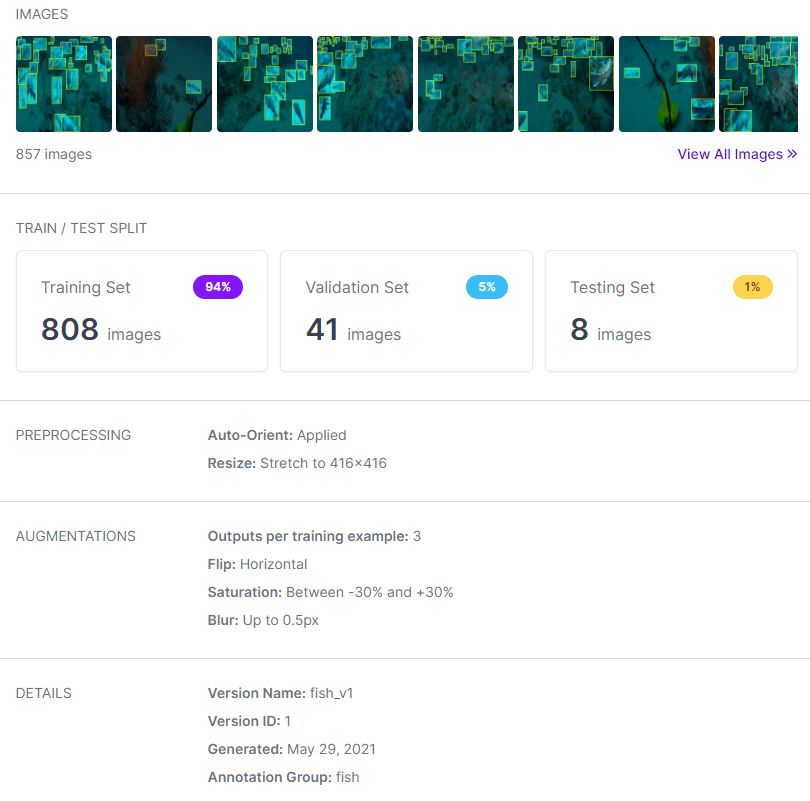 IMAGES
857 images
View All Images »
TRAIN / TEST SPLIT
Training Set 94%
808 images
Validation Set 5%
41 images
Testing Set 1%
8 images
PREPROCESSING
Auto-Orient: Applied
Resize: Stretch to 416×416
AUGMENTATIONS
Outputs per training example: 3
Flip: Horizontal
Saturation: Between -30% and +30%
Blur: Up to 0.5px
DETAILS
Version Name: fish_v1
Version ID: 1
Generated: May 29, 2021
Annotation Group: fish